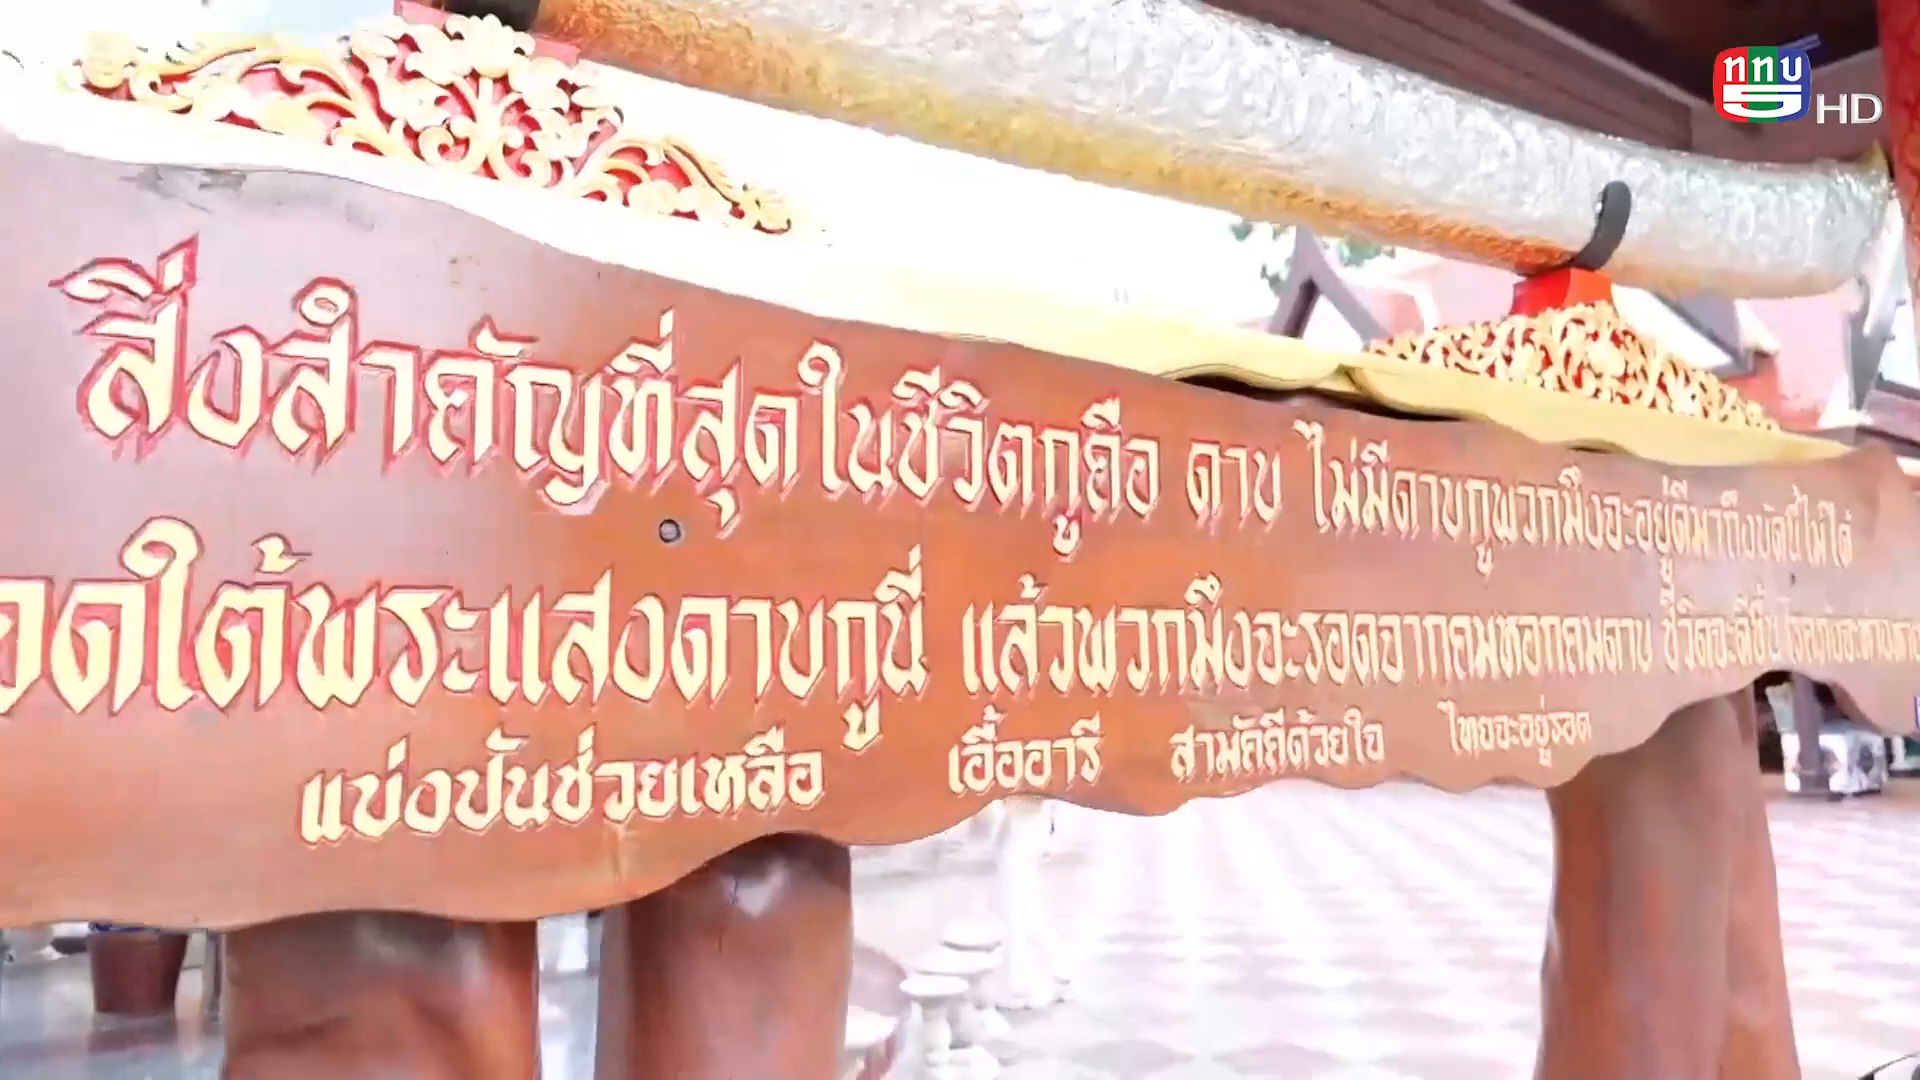 ททบ HD
สิ่งสำคัญที่สุดในชีวิตกูคือ ดาบ ไม่มีดาบกูพวกมึงจะอยู่ดีมาถึงบัดนี้ไม่ได้
อดใต้พระแสงดาบกูนี่ แล้วพวกมึงจะรอดจากคมหอกคมดาบ ชีวิตจะดีขึ้น
แบ่งปันช่วยเหลือ เอื้ออารี สามัคคีด้วยใจ ไทยจะอยู่รอด